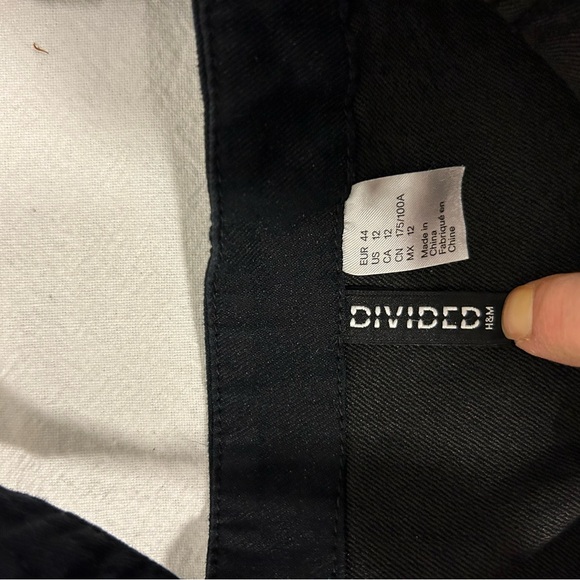 EUR 44
US 12
CA 12
CN 175/100A
MX 12
Made in
China
Fabriqué en
Chine
DIVIDED
H&M